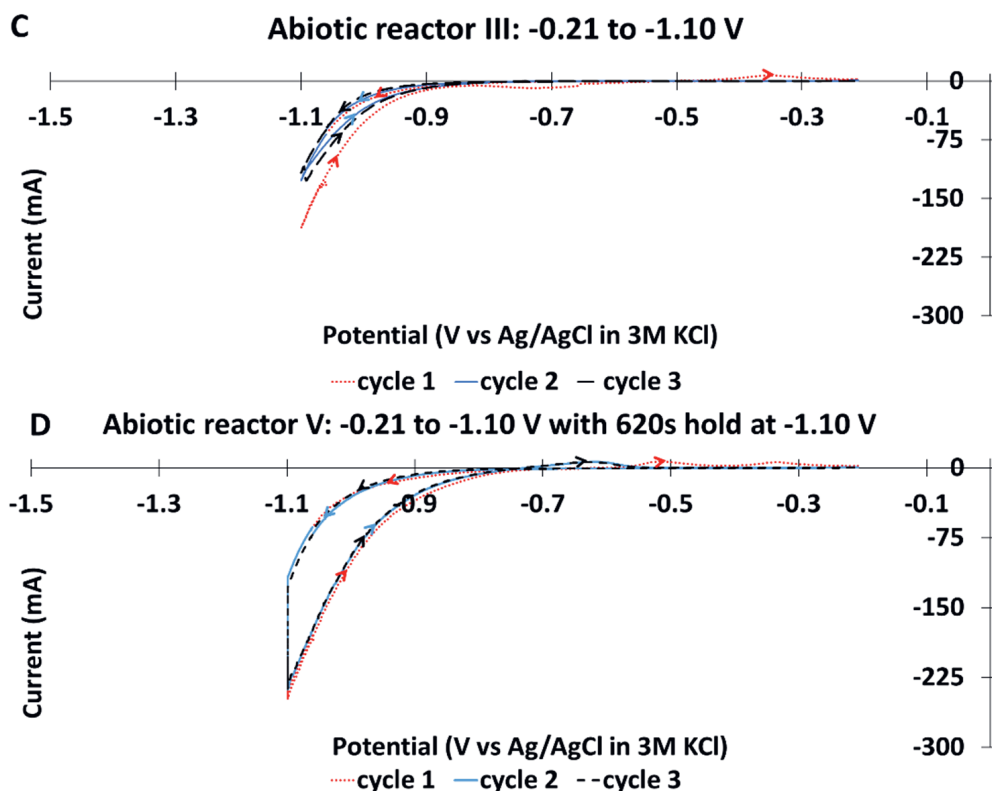 C
Abiotic reactor III: -0.21 to -1.10 V
0
-1.5 -1.3 -1.1 -0.9 -0.7 -0.5 -0.3 -0.1
-75
-150
-225
-300
Current (mA)
Potential (V vs Ag/AgCl in 3M KCl)
cycle 1 cycle 2 cycle 3
D
Abiotic reactor V: -0.21 to -1.10 V with 620s hold at -1.10 V
0
-1.5 -1.3 -1.1 -0.9 -0.7 -0.5 -0.3 -0.1
-75
-150
-225
-300
Current (mA)
Potential (V vs Ag/AgCl in 3M KCl)
cycle 1 cycle 2 cycle 3